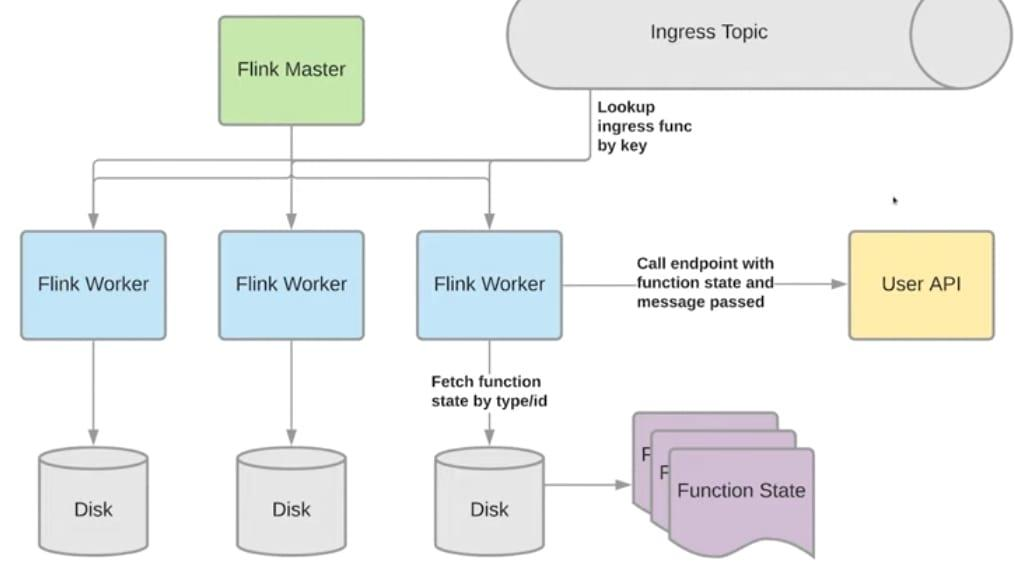 Ingress Topic
Flink Master
Lookup
ingress func
by key
Flink Worker
Flink Worker
Flink Worker
Call endpoint with
function state and
message passed
User API
Fetch function
state by type/id
Disk
Disk
Disk
F
F
Function State